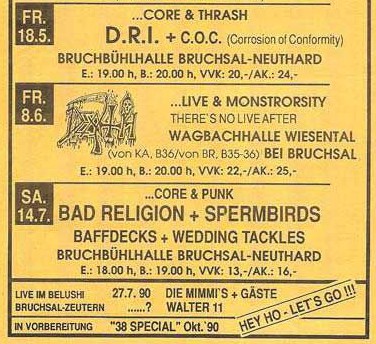 FR.
18.5.
...CORE & THRASH
D.R.I. + C.O.C. (Corrosion of Conformity)
BRUCHBÜHLHALLE BRUCHSAL-NEUTHARD
E.: 19.00 h, B.: 20.00 h, VVK: 20,-/AK.: 24,-
FR.
8.6.
DEATH
...LIVE & MONSTRORSITY
THERE'S NO LIVE AFTER
WAGBACHHALLE WIESENTAL
(von KA, B36/von BR, B35-36) BEI BRUCHSAL
E.: 19.00 h, B.: 20.00 h, VVK: 22,-/AK.: 25,-
SA.
14.7.
...CORE & PUNK
BAD RELIGION + SPERMBIRDS
BAFFDECKS + WEDDING TACKLES
BRUCHBÜHLHALLE BRUCHSAL-NEUTHARD
E.: 18.00 h, B.: 19.00 h, VVK: 13,-/AK.: 16,-
LIVE IM BELUSHI 27.7. 90 DIE MIMMI'S + GÄSTE
BRUCHSAL-ZEUTERN ......? WALTER 11
IN VORBEREITUNG "38 SPECIAL" Okt. '90
HEY HO - LET'S GO !!!